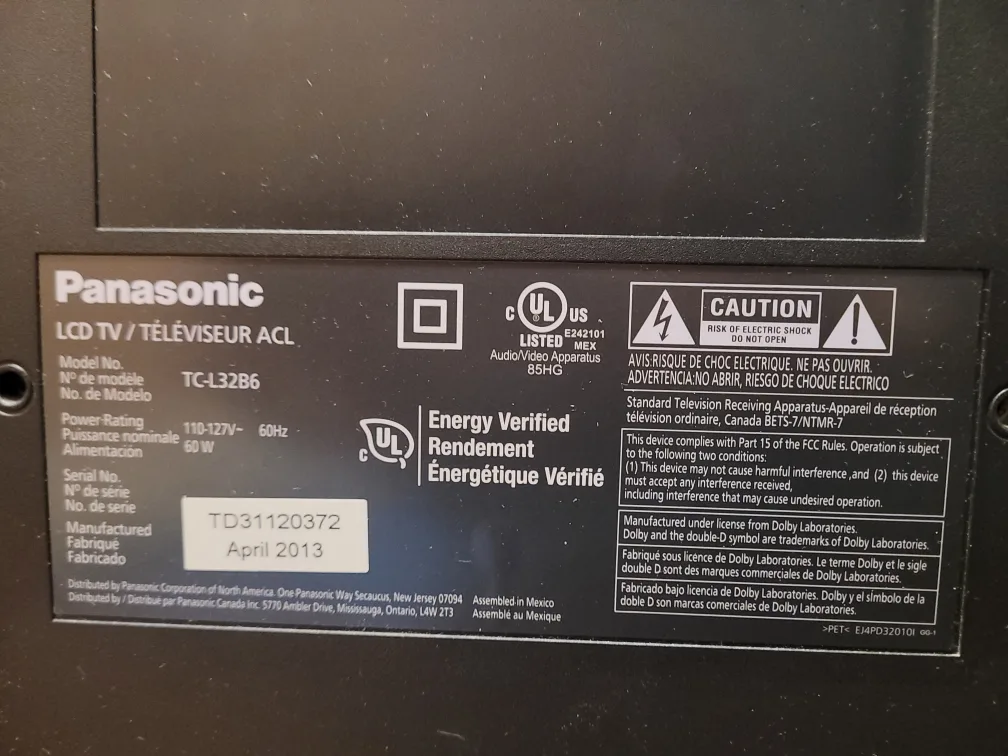 Panasonic
LCD TV / TÉLÉVISEUR ACL
Model No.
Nº de modèle
No. de Modelo
TC-L32B6
Power-Rating
Puissance nominale
Alimentación
110-127V~ 60Hz
60 W
Serial No.
Nº de série
No. de serie
Manufactured
Fabriqué
Fabricado
TD31120372
April 2013
Distributed by Panasonic Corporation of North America. One Panasonic Way Secaucus, New Jersey 07094
Distributed by / Distribué par Panasonic Canada Inc. 5770 Ambler Drive, Mississauga, Ontario, L4W 2T3
Assembled in Mexico
Assemblé au Mexique
C UL US
®
LISTED
E242101
MEX
Audio/Video Apparatus
85HG
C UL
Energy Verified
Rendement
Énergétique Vérifié
CAUTION
RISK OF ELECTRIC SHOCK
DO NOT OPEN
AVIS:RISQUE DE CHOC ELECTRIQUE. NE PAS OUVRIR.
ADVERTENCIA:NO ABRIR, RIESGO DE CHOQUE ELECTRICO
Standard Television Receiving Apparatus-Appareil de réception
télévision ordinaire, Canada BETS-7/NTMR-7
This device complies with Part 15 of the FCC Rules. Operation is subject
to the following two conditions:
(1) This device may not cause harmful interference ,and (2) this device
must accept any interference received,
including interference that may cause undesired operation.
Manufactured under license from Dolby Laboratories.
Dolby and the double-D symbol are trademarks of Dolby Laboratories.
Fabriqué sous licence de Dolby Laboratories. Le terme Dolby et le sigle
double D sont des marques commerciales de Dolby Laboratories.
Fabricado bajo licencia de Dolby Laboratories. Dolby y el símbolo de la
doble D son marcas comerciales de Dolby Laboratories.
>PET< EJ4PD32010I GG-1